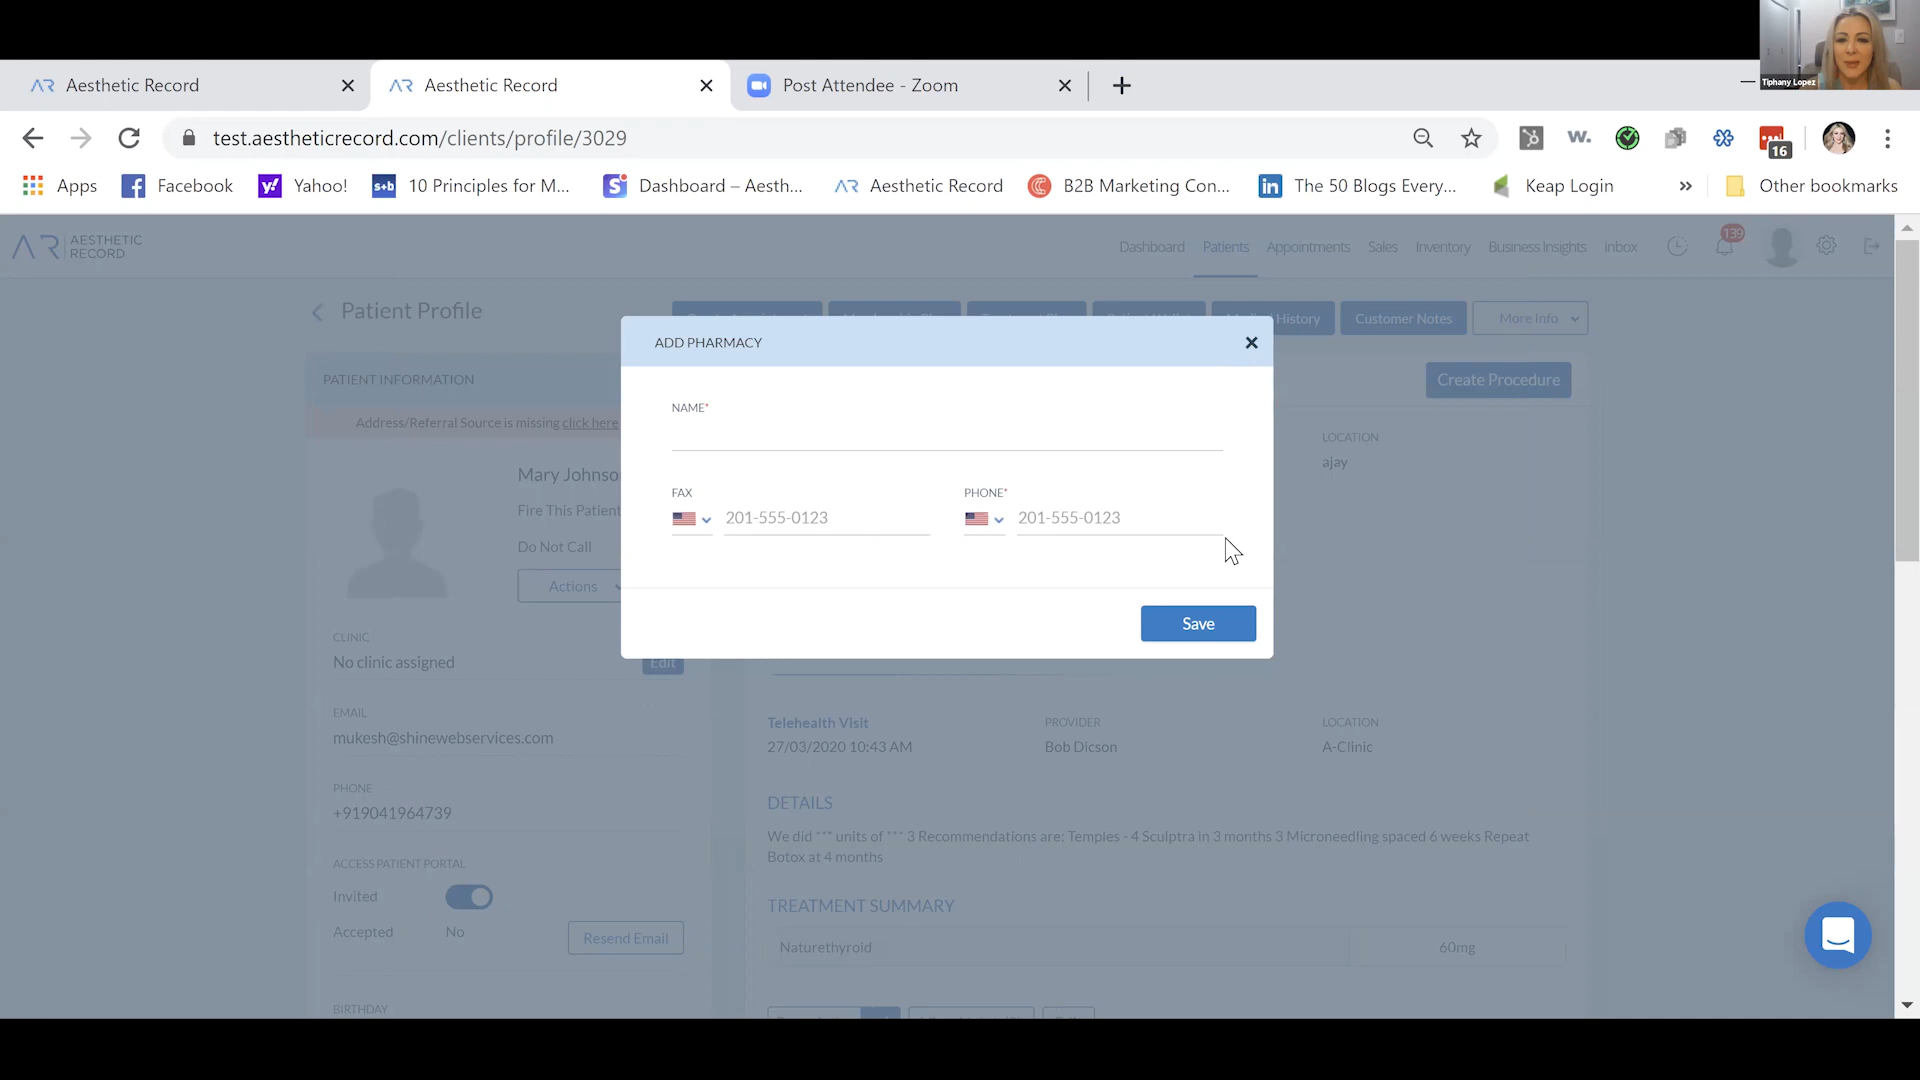 Tiphany Lopez
Aesthetic Record
Aesthetic Record
Post Attendee - Zoom
test.aestheticrecord.com/clients/profile/3029
16
Apps
Facebook
Yahoo!
s+b 10 Principles for M...
Dashboard – Aesth...
Aesthetic Record
B2B Marketing Con...
in The 50 Blogs Every...
Keap Login
Other bookmarks
AR AESTHETIC RECORD
Dashboard Patients Appointments Sales Inventory Business Insights Inbox 139
Patient Profile
History
Customer Notes
More Info
PATIENT INFORMATION
Create Procedure
Address/Referral Source is missing click here
ADD PHARMACY
NAME*
FAX
201-555-0123
PHONE*
201-555-0123
Save
LOCATION
ajay
Mary Johnso
Fire This Patient
Do Not Call
Actions
CLINIC
No clinic assigned
Edit
EMAIL
mukesh@shinewebservices.com
PHONE
+919041964739
ACCESS PATIENT PORTAL
Invited
Accepted No
Resend Email
BIRTHDAY
Telehealth Visit
27/03/2020 10:43 AM
PROVIDER
Bob Dicson
LOCATION
A-Clinic
DETAILS
We did *** units of *** 3 Recommendations are: Temples - 4 Sculptra in 3 months 3 Microneedling spaced 6 weeks Repeat
Botox at 4 months
TREATMENT SUMMARY
Naturethyroid 60mg